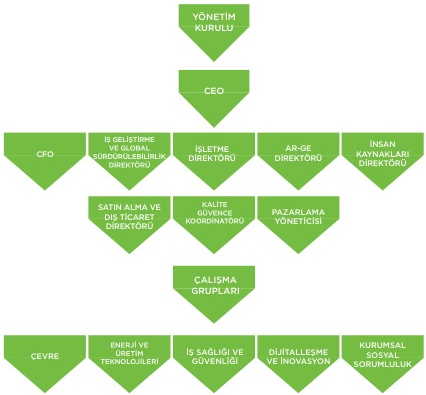 YÖNETİM
KURULU
CEO
CFO
İŞ GELİŞTİRME
VE GLOBAL
SÜRDÜRÜLEBİLİRLİK
DİREKTÖRÜ
İŞLETME
DİREKTÖRÜ
AR-GE
DİREKTÖRÜ
İNSAN
KAYNAKLARI
DİREKTÖRÜ
SATIN ALMA VE
DIŞ TİCARET
DİREKTÖRÜ
KALİTE
GÜVENCE
KOORDİNATÖRÜ
PAZARLAMA
YÖNETİCİSİ
ÇALIŞMA
GRUPLARI
ÇEVRE
ENERJİ VE
ÜRETİM
TEKNOLOJİLERİ
İŞ SAĞLIĞI VE
GÜVENLİĞİ
DİJİTALLEŞME
VE İNOVASYON
KURUMSAL
SOSYAL
SORUMLULUK